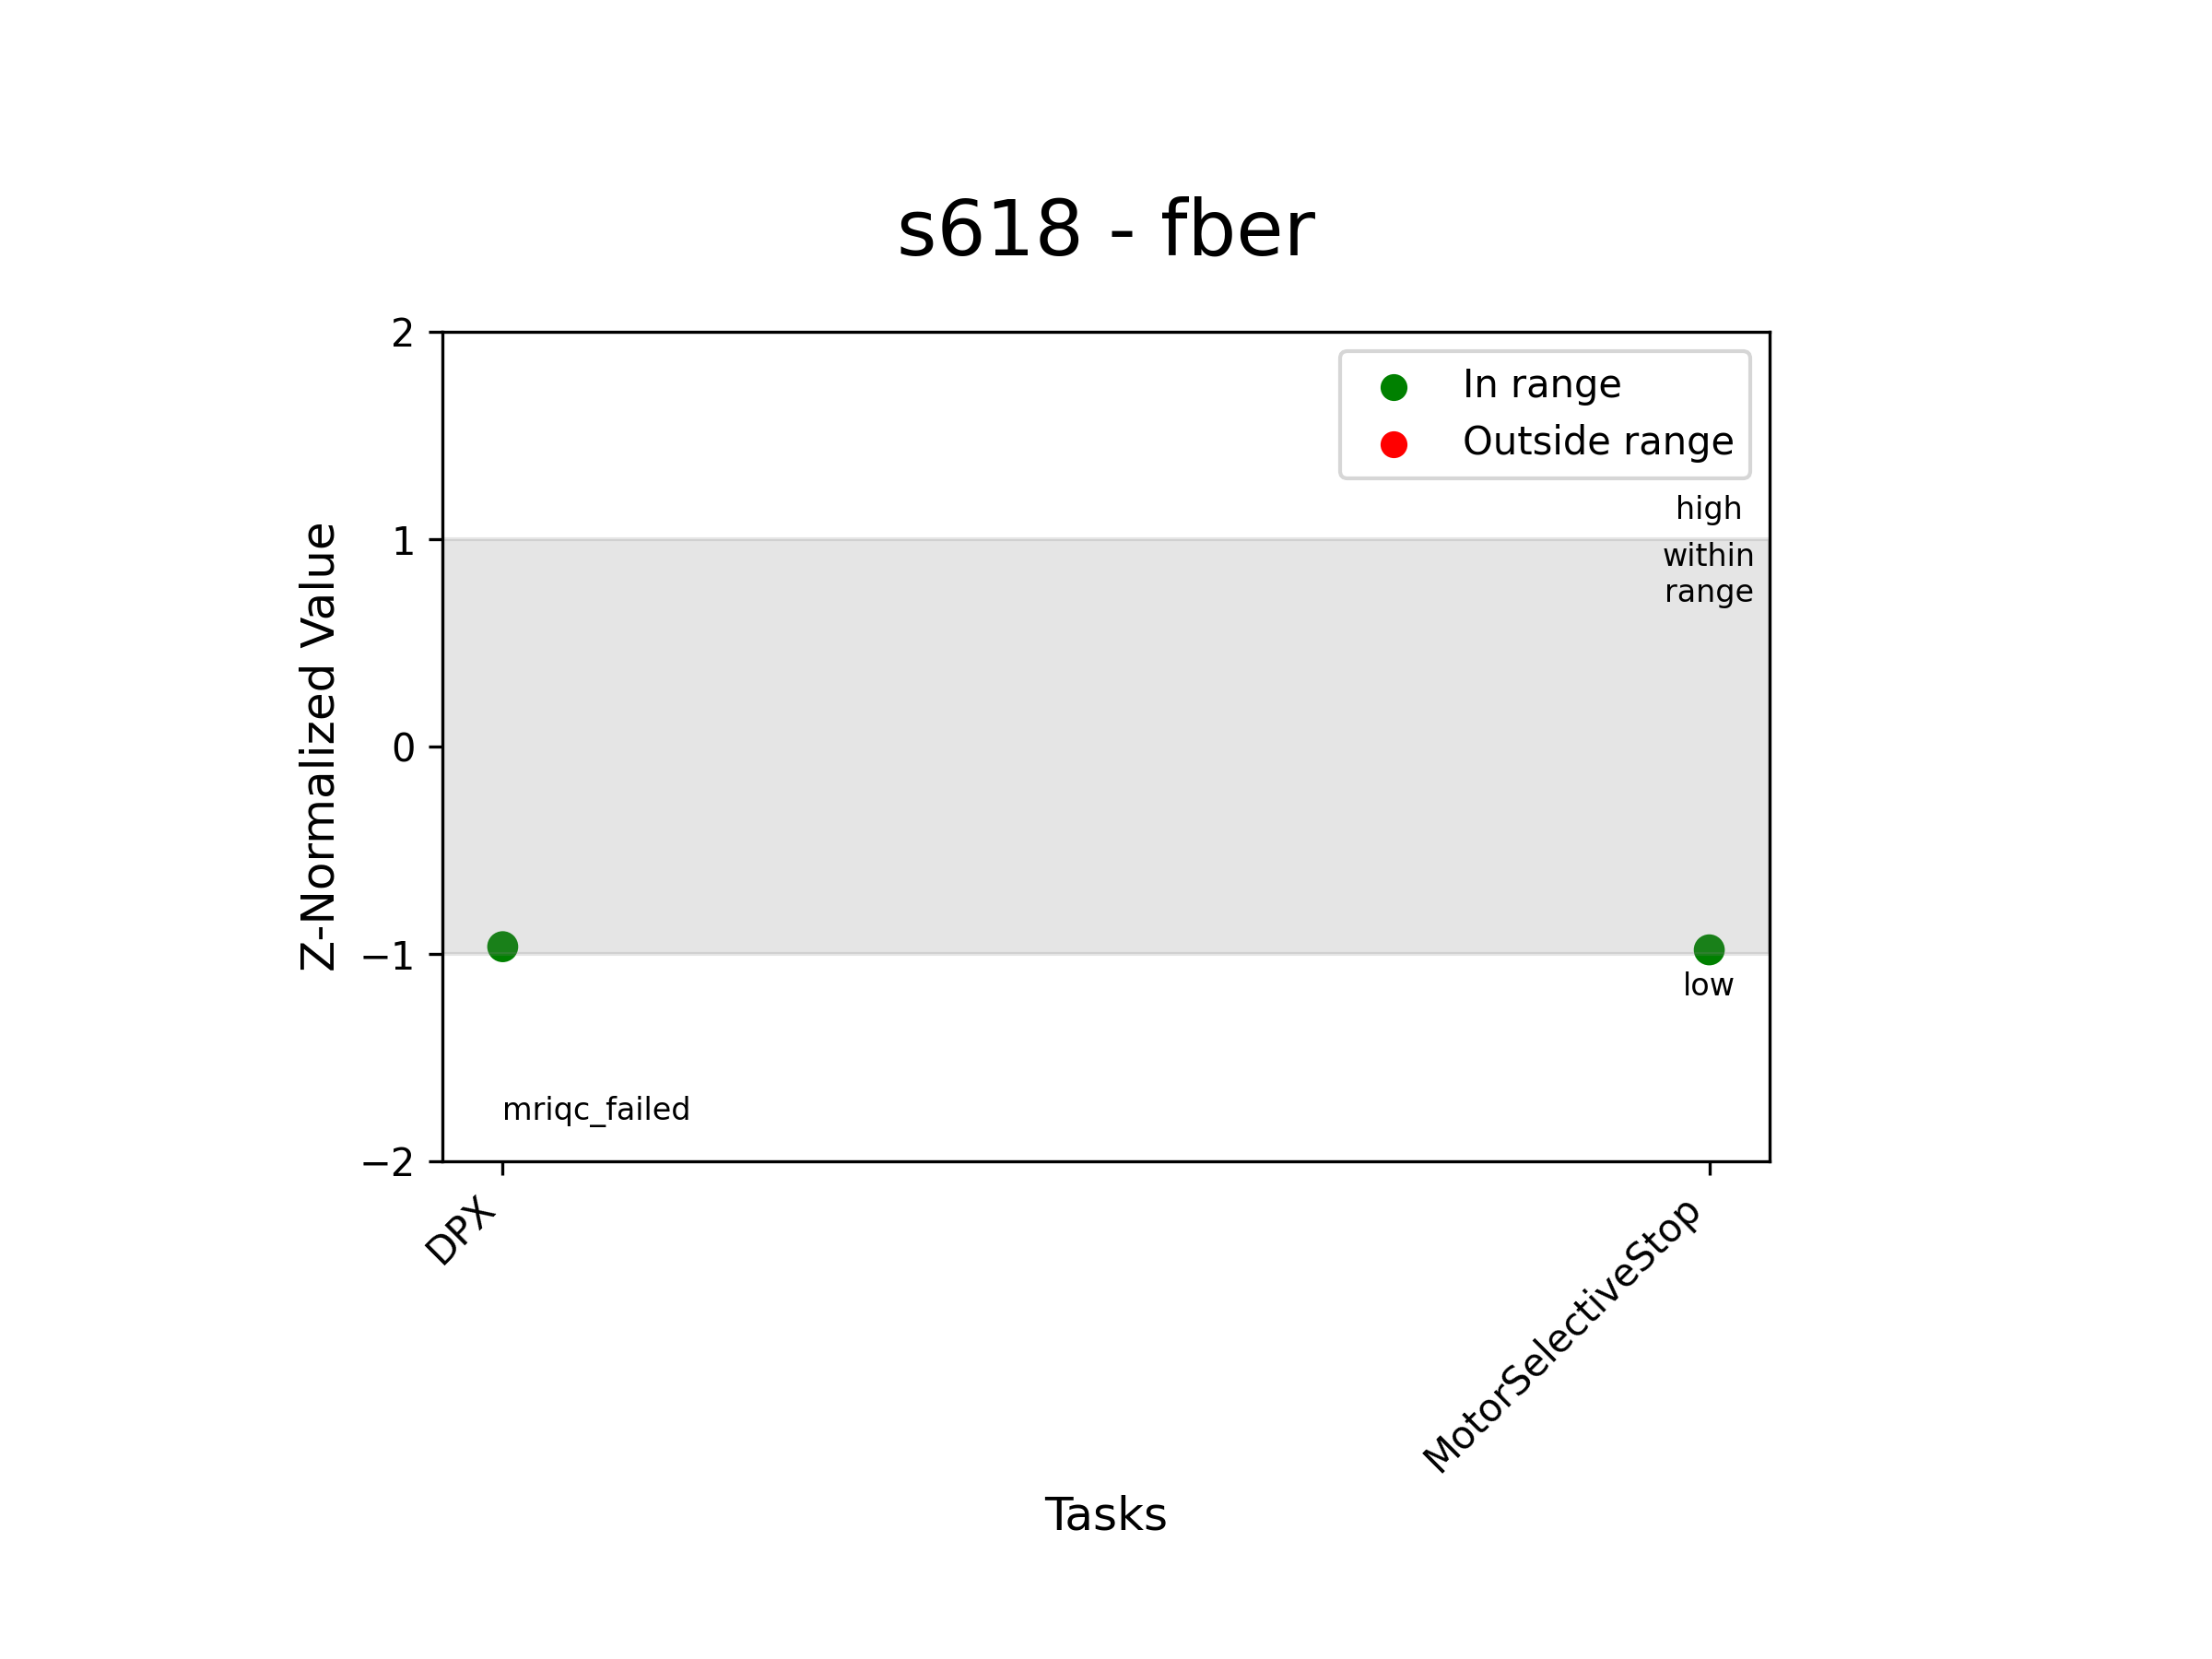 s618 - fber
2
In range
Outside range
high
1
within
range
Z-Normalized Value
0
−1
low
mriqc_failed
−2
DPX
MotorSelectiveStop
Tasks